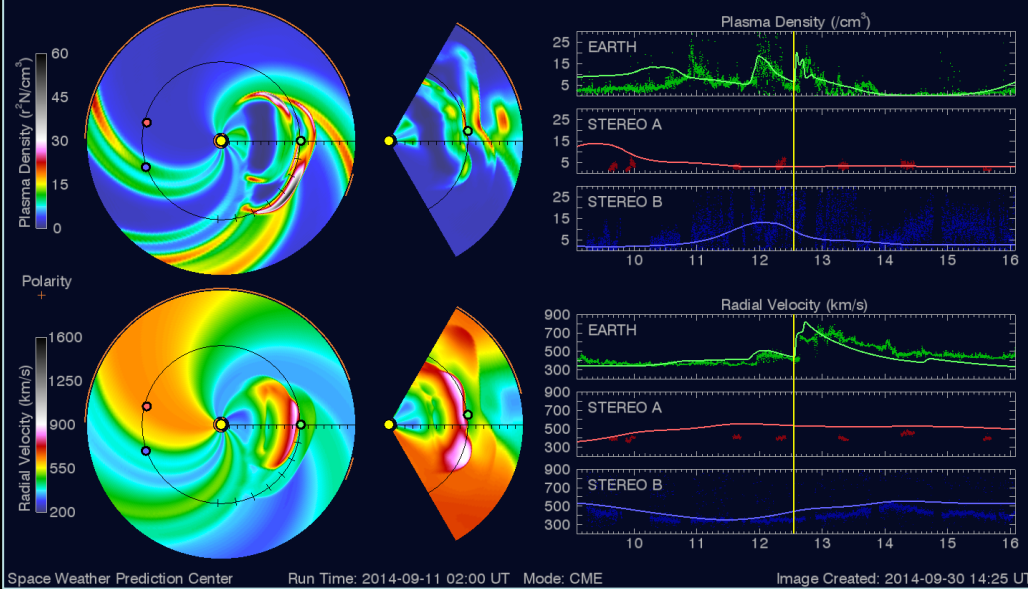 Plasma Density (/cm³)
Plasma Density (r²N/cm³)
60
45
30
15
0
EARTH
25
15
5
STEREO A
25
15
5
STEREO B
25
15
5
10 11 12 13 14 15 16
Polarity
+
Radial Velocity (km/s)
Radial Velocity (km/s)
1600
1250
900
550
200
EARTH
900
700
500
300
STEREO A
900
700
500
300
STEREO B
900
700
500
300
10 11 12 13 14 15 16
Space Weather Prediction Center Run Time: 2014-09-11 02:00 UT Mode: CME Image Created: 2014-09-30 14:25 UT